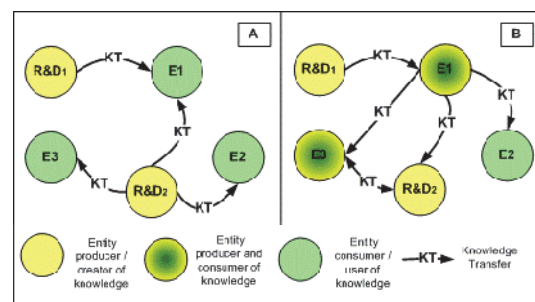 A
B
R&D1
KT
E1
R&D1
KT
E1
KT
KT
KT
KT
E3
KT
R&D2
KT
E2
E3
KT
R&D2
E2
Entity
producer /
creator of
knowledge
Entity
producer and
consumer of
knowledge
Entity
consumer /
user of
knowledge
KT
Knowledge
Transfer